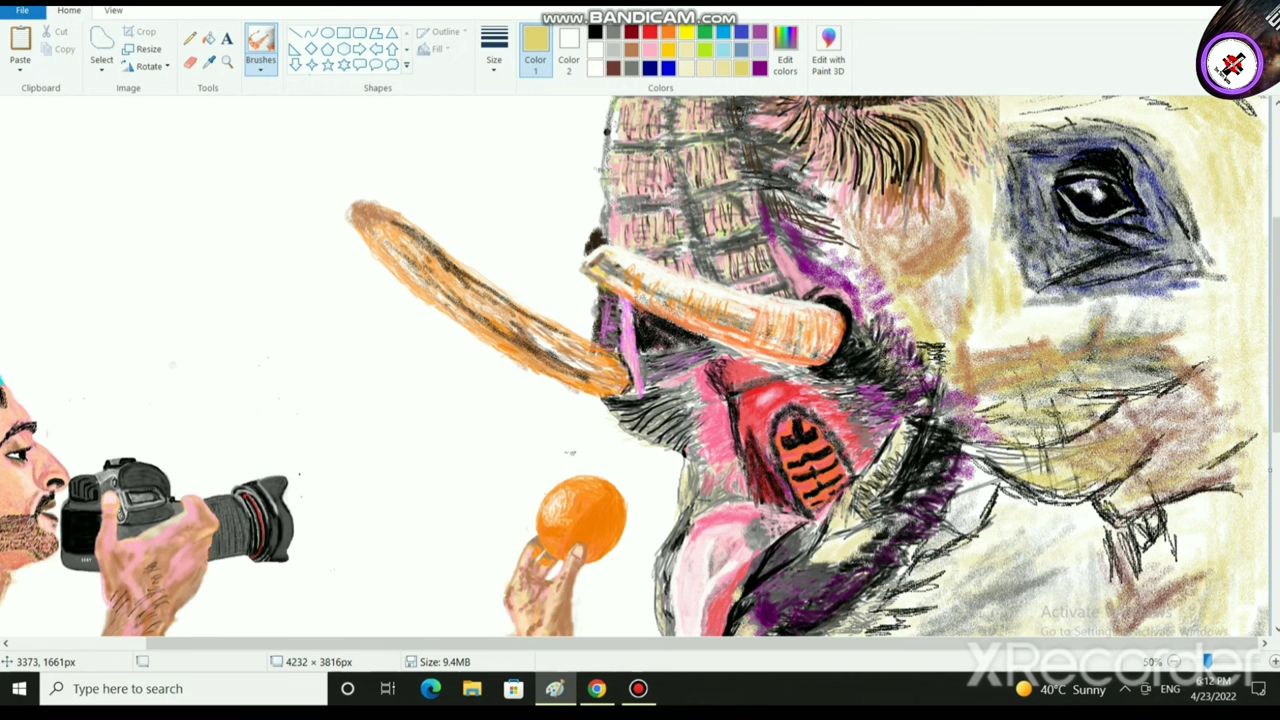 www.BANDICAM.com
File Home View
Cut
Copy
Paste
Clipboard
Crop
Resize
Rotate
Select
Image
A
Tools
Brushes
Outline
Fill
Shapes
Size
Color 1
Color 2
Edit colors
Edit with Paint 3D
Colors
Activate Windows
Go to Settings to activate Windows.
XRecorder
3373, 1661px
4232 × 3816px
Size: 9.4MB
50%
Type here to search
40°C Sunny
ENG
6:12 PM
4/23/2022